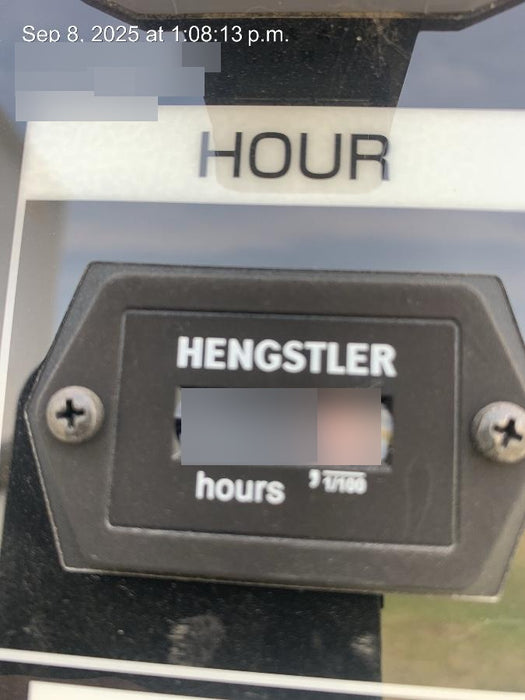 Sep 8, 2025 at 1:08:13 p.m.
HOUR
HENGSTLER
hours , 1/100